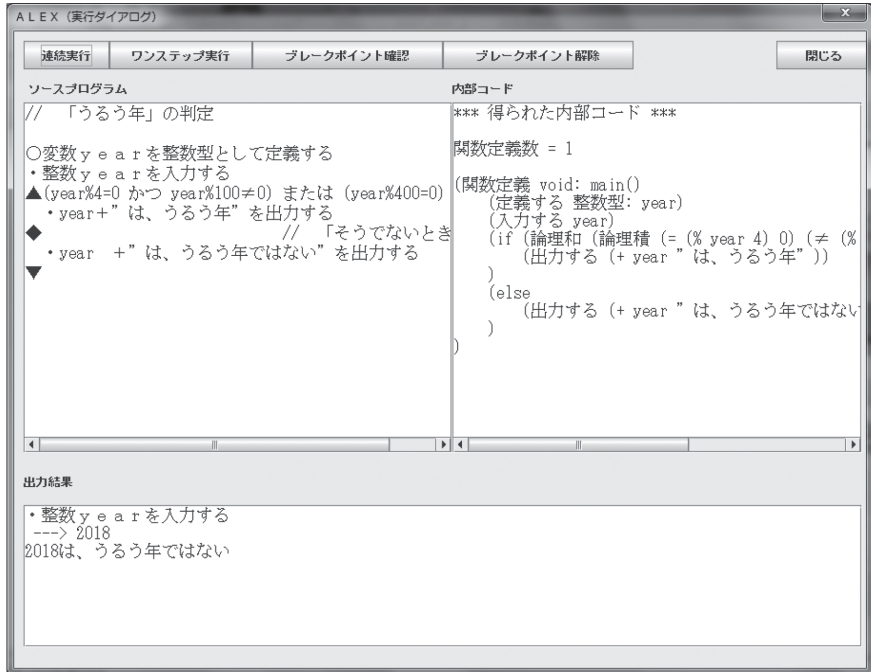 ALEX (実行ダイアログ)
連続実行 ワンステップ実行 ブレークポイント確認 ブレークポイント解除 閉じる
ソースプログラム
// 「うるう年」の判定
○変数ｙｅａｒを整数型として定義する
・整数ｙｅａｒを入力する
▲(year%4=0 かつ year%100≠0) または (year%400=0)
・year＋”は、うるう年”を出力する
◆ // 「そうでないとき
・year ＋”は、うるう年ではない”を出力する
▼
内部コード
*** 得られた内部コード ***
関数定義数 = 1
(関数定義 void: main()
(定義する 整数型: year)
(入力する year)
(if (論理和 (論理積 (= (% year 4) 0) (≠ (%
(出力する (+ year ”は、うるう年”))
)
(else
(出力する (+ year ”は、うるう年ではない
)
)
出力結果
・整数ｙｅａｒを入力する
---> 2018
2018は、うるう年ではない